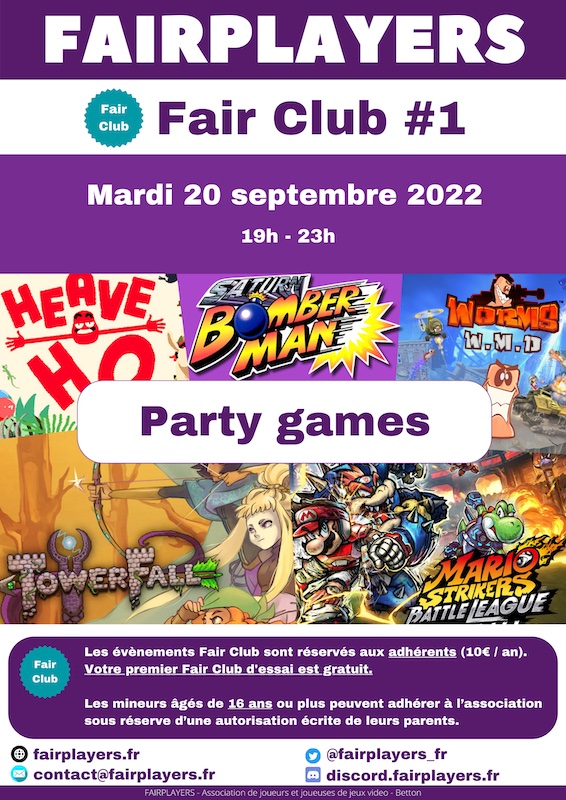 FAIRPLAYERS
Fair
Club
Fair Club #1
Mardi 20 septembre 2022
19h - 23h
HEAVE
HO
SATURN
BOMBER
MAN
WORMS
W.M.D
Party games
TOWERFALL
MARIO
STRIKERS
BATTLE LEAGUE
Fair
Club
Les évènements Fair Club sont réservés aux adhérents (10€ / an).
Votre premier Fair Club d'essai est gratuit.
Les mineurs âgés de 16 ans ou plus peuvent adhérer à l'association
sous réserve d'une autorisation écrite de leurs parents.
fairplayers.fr
@fairplayers_fr
contact@fairplayers.fr
discord.fairplayers.fr
FAIRPLAYERS - Association de joueurs et joueuses de jeux video - Betton